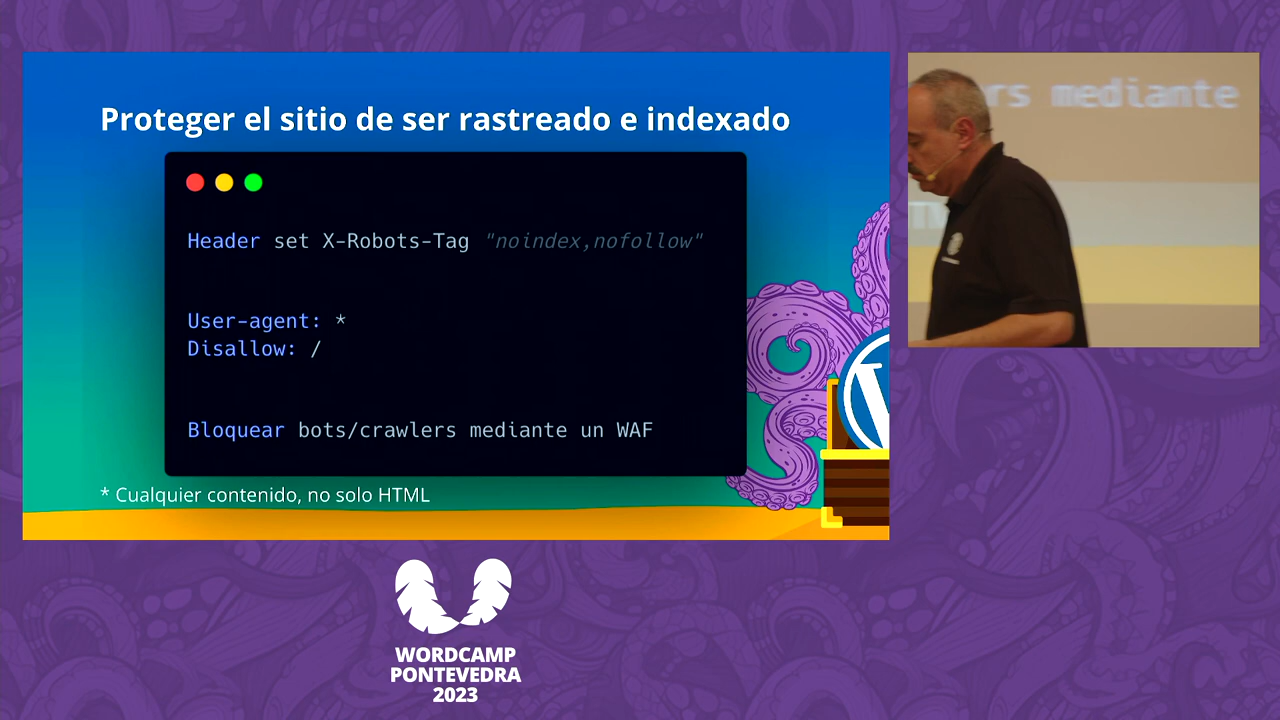 Proteger el sitio de ser rastreado e indexado
Header set X-Robots-Tag "noindex,nofollow"
User-agent: *
Disallow: /
Bloquear bots/crawlers mediante un WAF
* Cualquier contenido, no solo HTML
rs mediante
WORDCAMP
PONTEVEDRA
2023